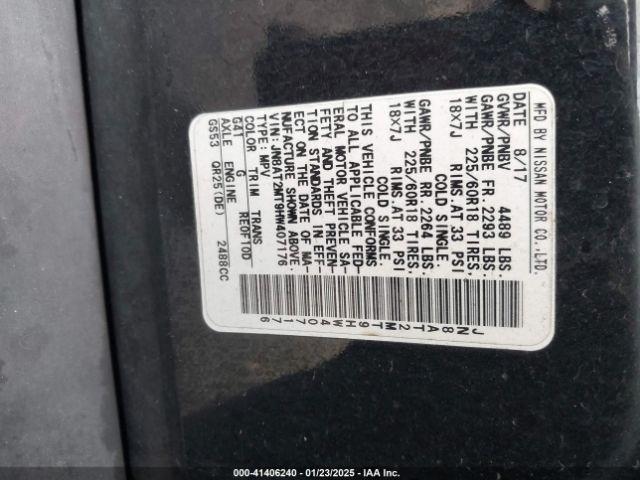 MFD BY NISSAN MOTOR CO.,LTD.
DATE 8/17
GVWR/PNBV 4489 LBS.
GAWR/PNBE FR. 2293 LBS.
WITH 225/60R18 TIRES,
18X7J RIMS.AT 33 PSI
COLD SINGLE.
GAWR/PNBE RR. 2264 LBS.
WITH 225/60R18 TIRES,
18X7J RIMS.AT 33 PSI
COLD SINGLE.
THIS VEHICLE CONFORMS
TO ALL APPLICABLE FED-
ERAL MOTOR VEHICLE SA-
FETY AND THEFT PREVEN-
TION STANDARDS IN EFF-
ECT ON THE DATE OF MA-
NUFACTURE SHOWN ABOVE.
VIN:JN8AT2MT9HW407176
TYPE: MPV
COLOR TRIM TRANS
G41 G RE0F10D
AXLE ENGINE
GS53 QR25(DE) 2488CC
JN8AT2MT9HW407176
000-41406240 - 01/23/2025 - IAA Inc.